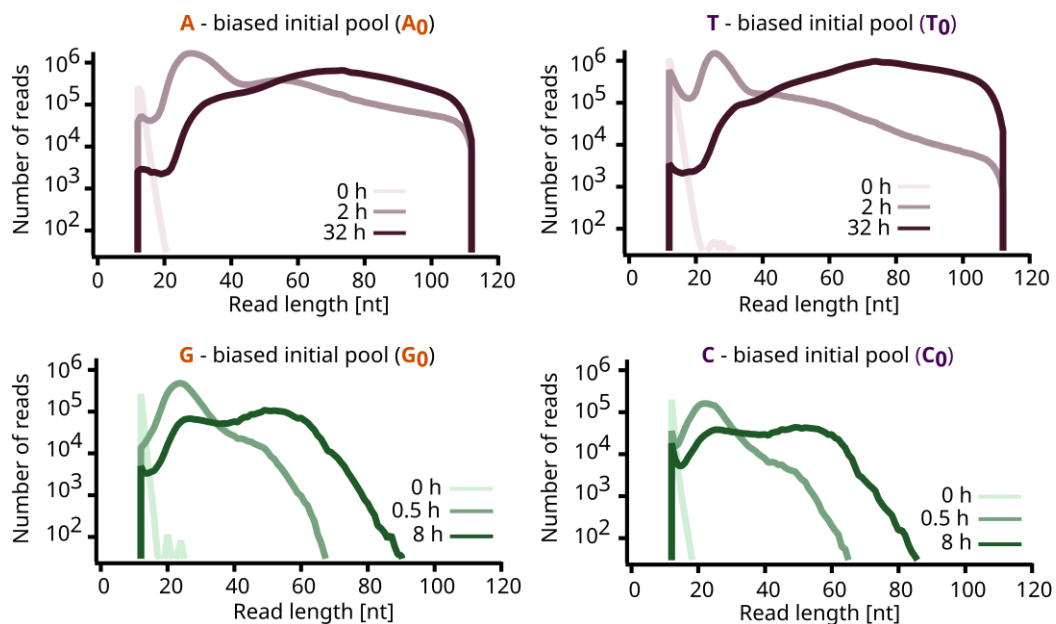 A - biased initial pool (A0)
Number of reads
10^6
10^5
10^4
10^3
10^2
0 h
2 h
32 h
0 20 40 60 80 100 120
Read length [nt]
T - biased initial pool (T0)
Number of reads
10^6
10^5
10^4
10^3
10^2
0 h
2 h
32 h
0 20 40 60 80 100 120
Read length [nt]
G - biased initial pool (G0)
Number of reads
10^6
10^5
10^4
10^3
10^2
0 h
0.5 h
8 h
0 20 40 60 80 100 120
Read length [nt]
C - biased initial pool (C0)
Number of reads
10^6
10^5
10^4
10^3
10^2
0 h
0.5 h
8 h
0 20 40 60 80 100 120
Read length [nt]